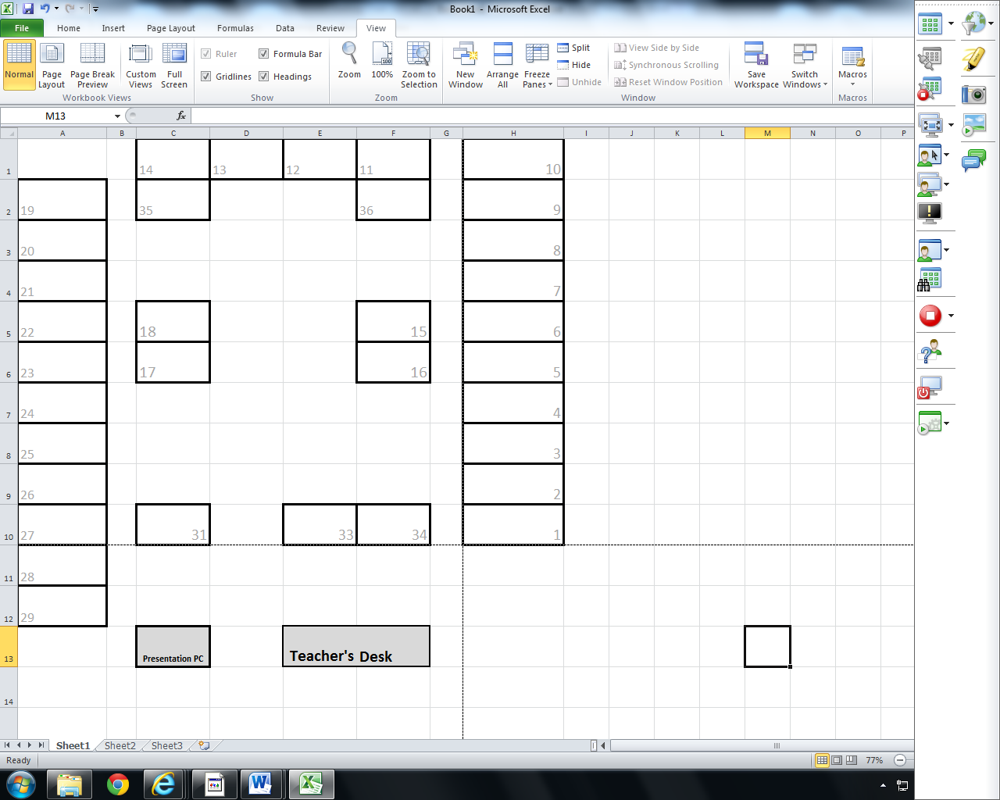 Book1 - Microsoft Excel
File Home Insert Page Layout Formulas Data Review View
Normal Page Layout Page Break Preview Custom Views Full Screen
Workbook Views
Ruler Formula Bar
Gridlines Headings
Show
Zoom 100% Zoom to Selection
Zoom
New Window Arrange All Freeze Panes
Split
Hide
Unhide
View Side by Side
Synchronous Scrolling
Reset Window Position
Window
Save Workspace Switch Windows
Macros
Macros
M13 fx
A B C D E F G H I J K L M N O P
1 14 13 12 11 10
2 19 35 36 9
3 20 8
4 21 7
5 22 18 15 6
6 23 17 16 5
7 24 4
8 25 3
9 26 2
10 27 31 33 34 1
11 28
12 29
13 Presentation PC Teacher's Desk
14
Sheet1 Sheet2 Sheet3
Ready 77%